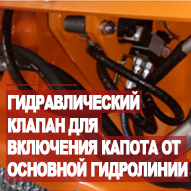 ГИДРАВЛИЧЕСКИЙ
КЛАПАН ДЛЯ
ВКЛЮЧЕНИЯ КАПОТА ОТ
ОСНОВНОЙ ГИДРОЛИНИИ